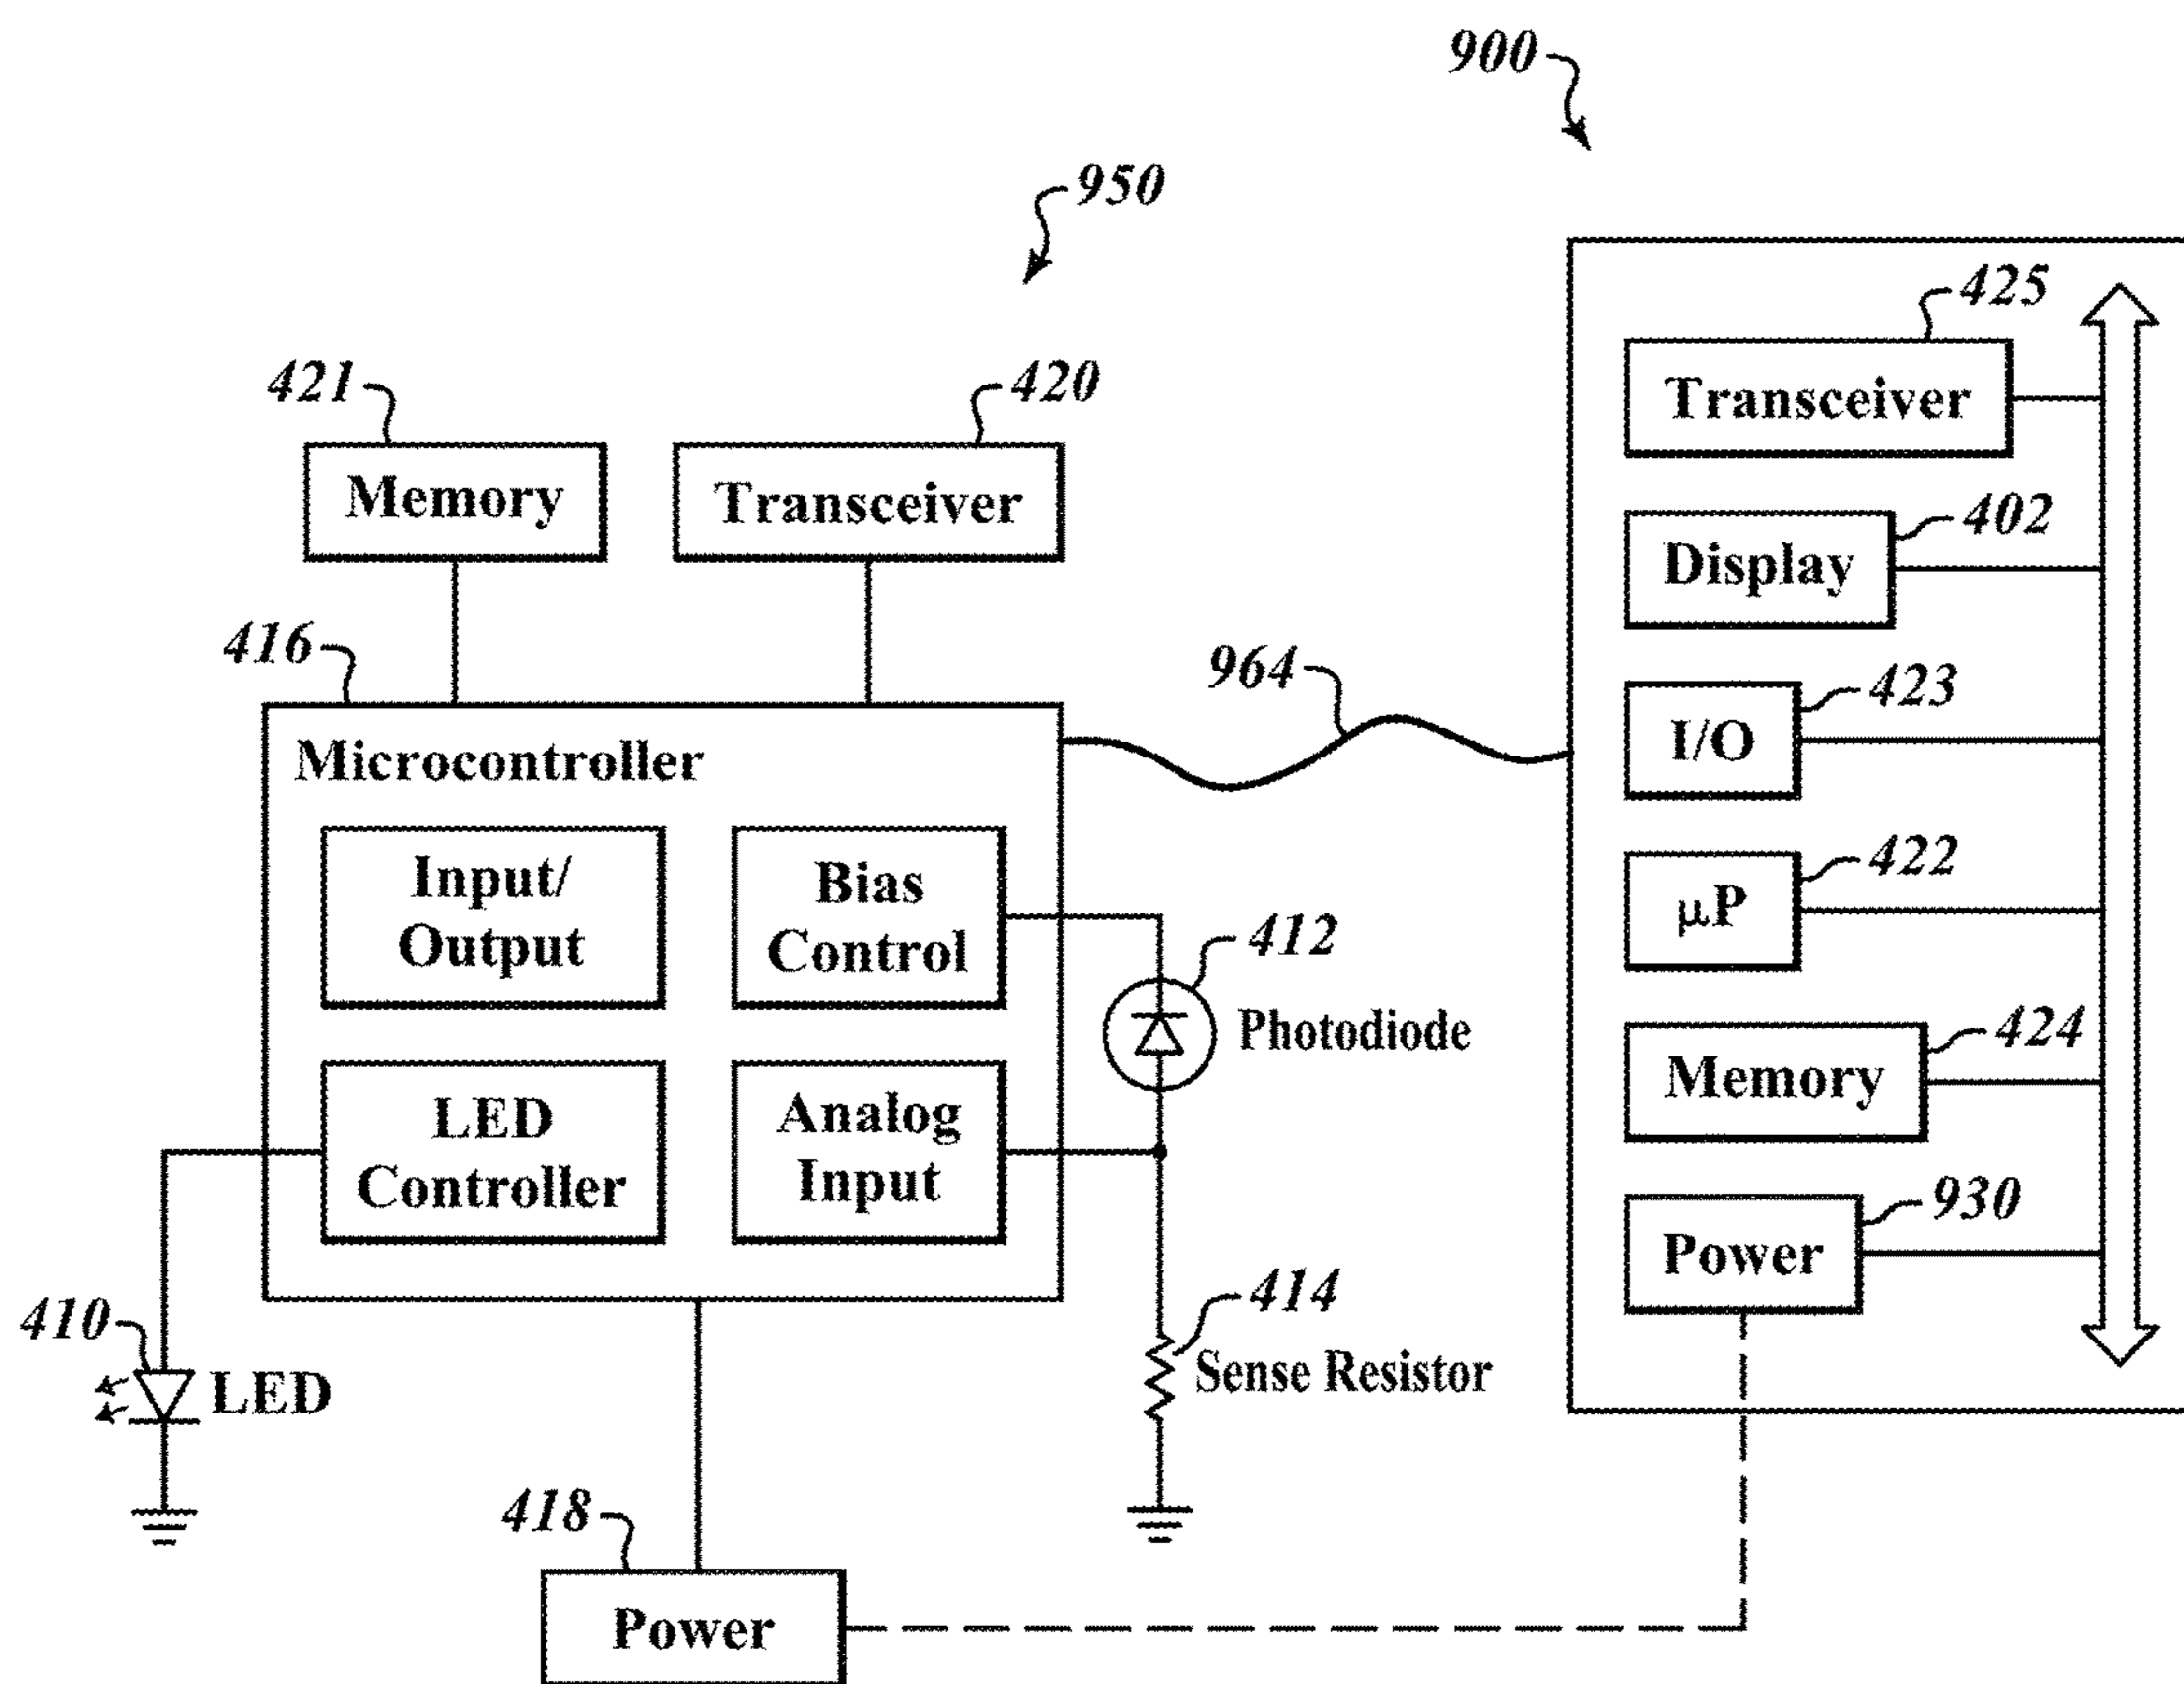 900
950
425
Transceiver
421
420
Memory
Transceiver
402
Display
416
964
423
I/O
Microcontroller
Input/
Output
Bias
Control
422
μP
412
Photodiode
424
Memory
LED
Controller
Analog
Input
930
Power
410
LED
414
Sense Resistor
418
Power